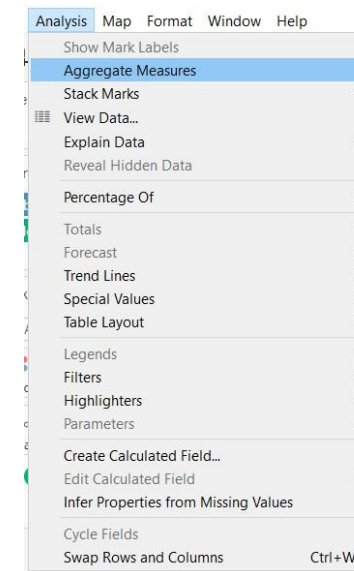 Analysis Map Format Window Help
Show Mark Labels
Aggregate Measures
Stack Marks
View Data...
Explain Data
Reveal Hidden Data
Percentage Of
Totals
Forecast
Trend Lines
Special Values
Table Layout
Legends
Filters
Highlighters
Parameters
Create Calculated Field...
Edit Calculated Field
Infer Properties from Missing Values
Cycle Fields
Swap Rows and Columns Ctrl+W